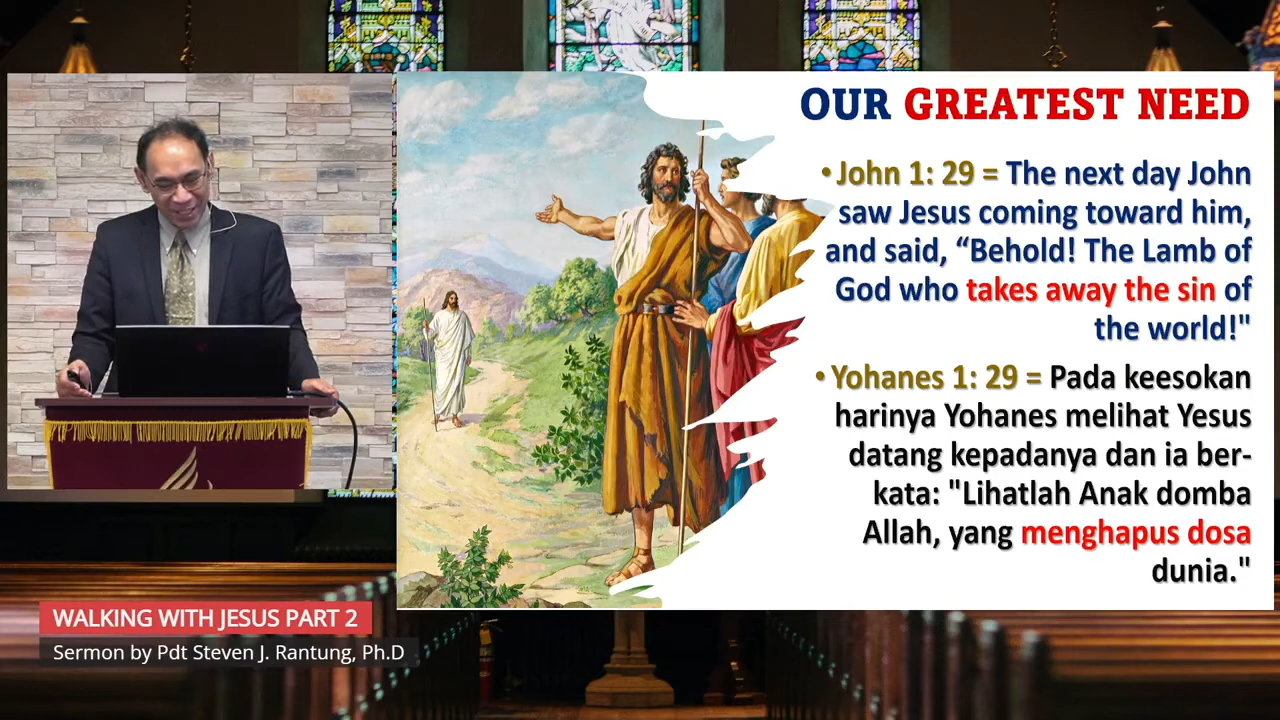 OUR GREATEST NEED
•John 1: 29 = The next day John
saw Jesus coming toward him,
and said, “Behold! The Lamb of
God who takes away the sin of
the world!"
•Yohanes 1: 29 = Pada keesokan
harinya Yohanes melihat Yesus
datang kepadanya dan ia ber-
kata: "Lihatlah Anak domba
Allah, yang menghapus dosa
dunia."
WALKING WITH JESUS PART 2
Sermon by Pdt Steven J. Rantung, Ph.D